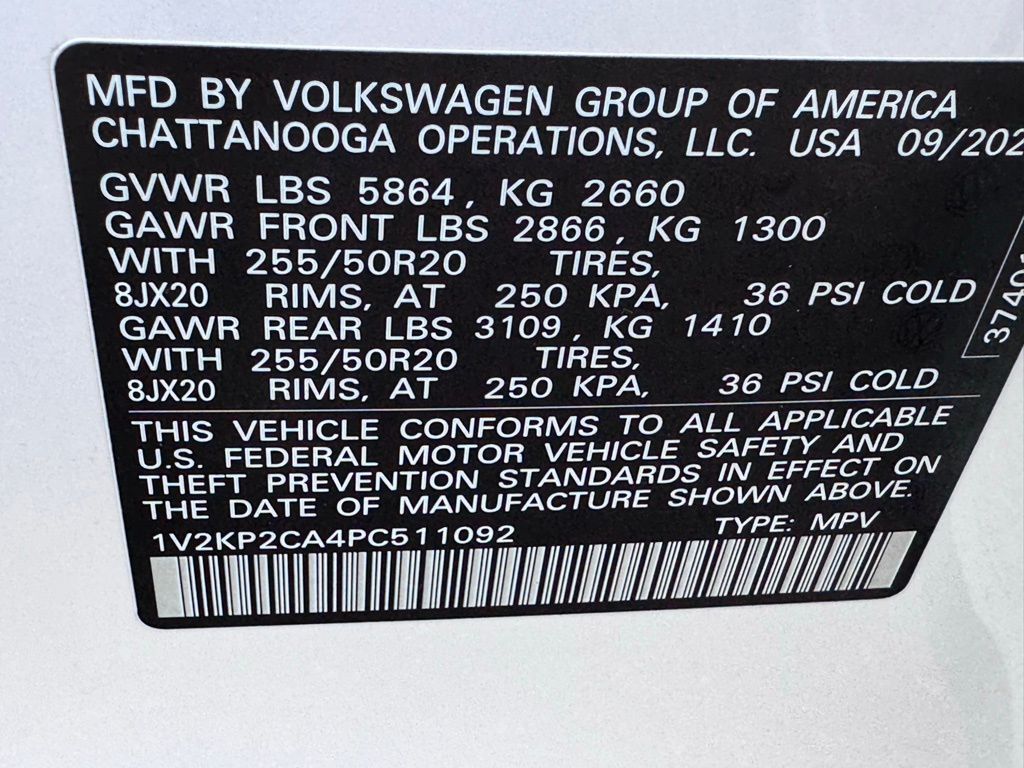 MFD BY VOLKSWAGEN GROUP OF AMERICA
CHATTANOOGA OPERATIONS, LLC. USA 09/202
GVWR LBS 5864, KG 2660
GAWR FRONT LBS 2866, KG 1300
WITH 255/50R20 TIRES,
8JX20 RIMS, AT 250 KPA, 36 PSI COLD
GAWR REAR LBS 3109, KG 1410
WITH 255/50R20 TIRES,
8JX20 RIMS, AT 250 KPA, 36 PSI COLD
THIS VEHICLE CONFORMS TO ALL APPLICABLE
U.S. FEDERAL MOTOR VEHICLE SAFETY AND
THEFT PREVENTION STANDARDS IN EFFECT ON
THE DATE OF MANUFACTURE SHOWN ABOVE.
1V2KP2CA4PC511092 TYPE: MPV